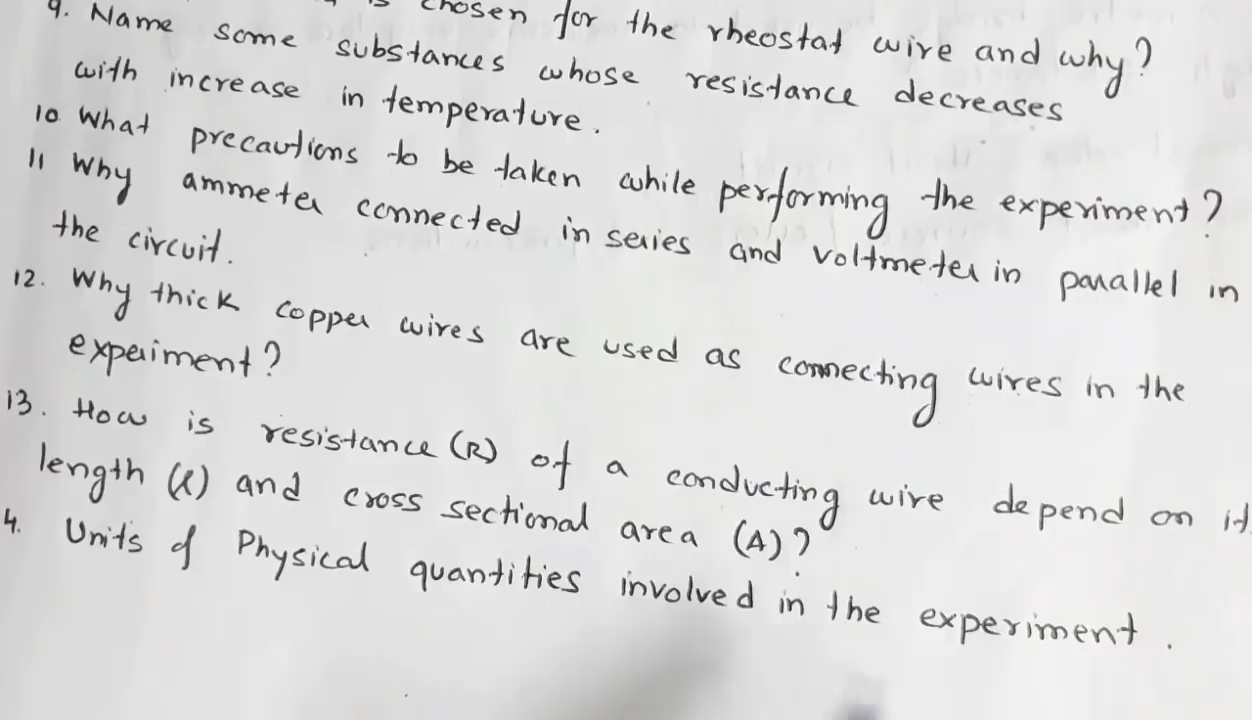 is chosen for the rheostat wire and why?
9. Name some substances whose resistance decreases
with increase in temperature.
10 What precautions to be taken while performing the experiment?
11 Why ammeter connected in series and voltmeter in parallel in
the circuit.
12. Why thick copper wires are used as connecting wires in the
experiment?
13. How is resistance (R) of a conducting wire depend on it
length (l) and cross sectional area (A)?
4. Units of Physical quantities involved in the experiment.